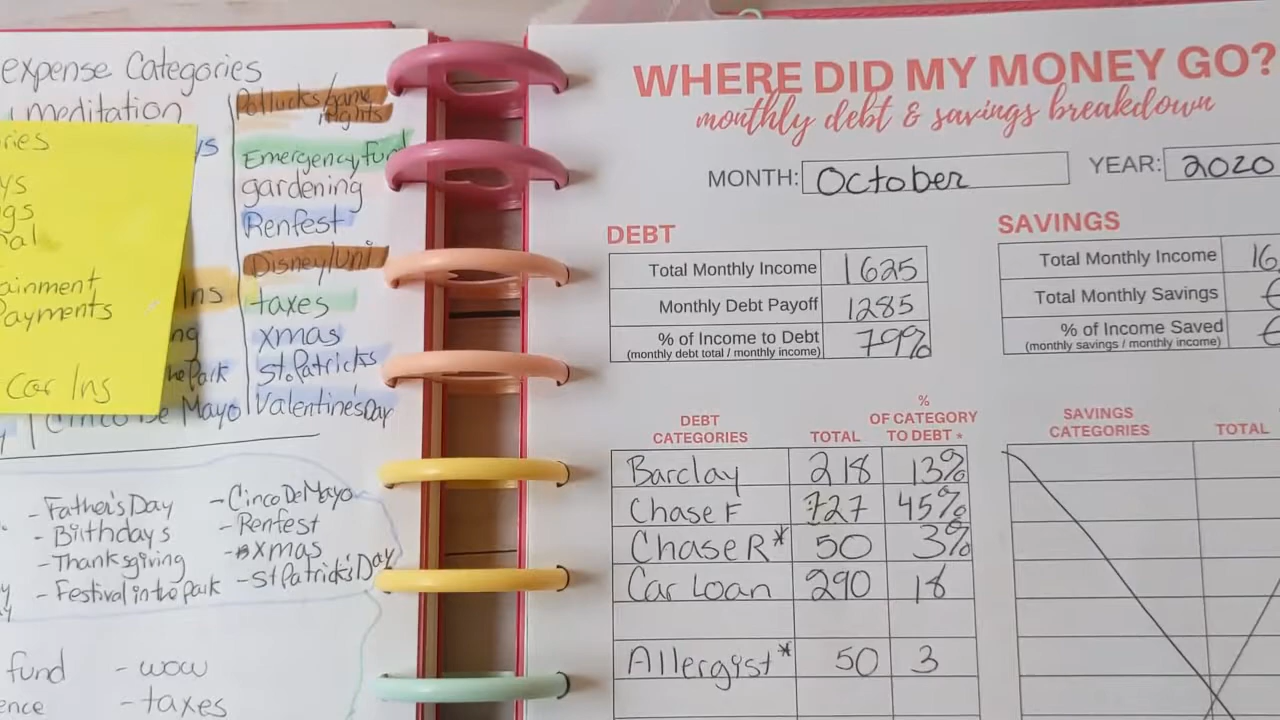 expense Categories
meditation
Potlucks/game nights
ries
ys
Emergency fund
ys
gardening
gs
nal
Renfest
Disney/Uni
ainment
Ins
Payments
taxes
ng
xmas
the Park
St. Patricks
Car Ins
Cinco De Mayo
Valentine's Day
- Father's Day
- Cinco De Mayo
- Birthdays
- Renfest
- Thanksgiving
- xmas
- Festival in the park
- St Patrick's Day
fund
- wow
ence
- taxes
WHERE DID MY MONEY GO?
monthly debt & savings breakdown
MONTH: October YEAR: 2020
DEBT
Total Monthly Income 1625
Monthly Debt Payoff 1285
% of Income to Debt 79%
(monthly debt total / monthly income)
SAVINGS
Total Monthly Income 16
Total Monthly Savings
% of Income Saved
(monthly savings / monthly income)
DEBT CATEGORIES TOTAL % OF CATEGORY TO DEBT *
Barclay 218 13%
Chase F 727 45%
Chase R* 50 3%
Car Loan 290 18
Allergist* 50 3
SAVINGS CATEGORIES TOTAL